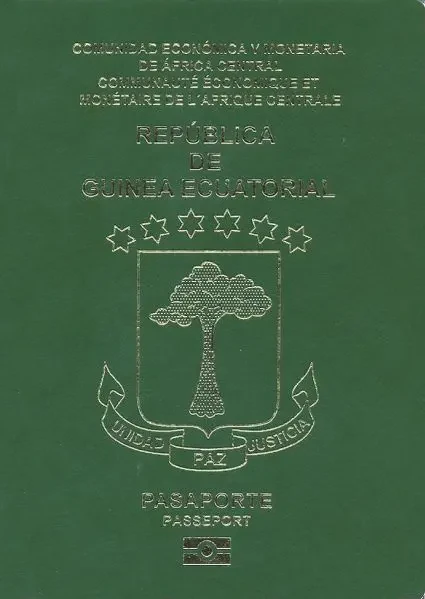 COMUNIDAD ECONÓMICA Y MONETARIA
DE ÁFRICA CENTRAL
COMMUNAUTÉ ÉCONOMIQUE ET
MONÉTAIRE DE L'AFRIQUE CENTRALE
REPÚBLICA
DE
GUINEA ECUATORIAL
UNIDAD PAZ JUSTICIA
PASAPORTE
PASSEPORT